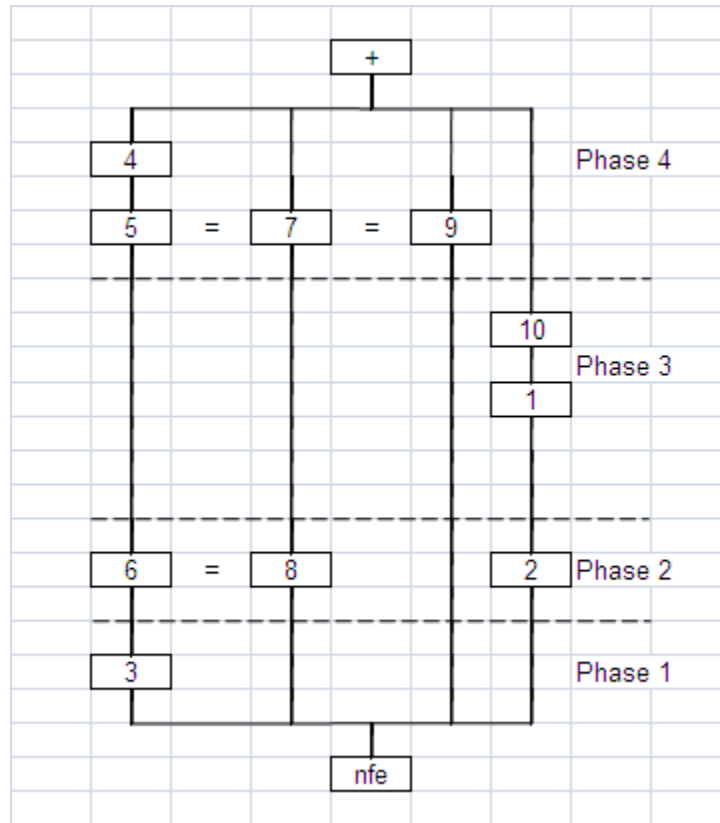 +
4 Phase 4
5 = 7 = 9
10
Phase 3
1
6 = 8 2 Phase 2
3 Phase 1
nfe